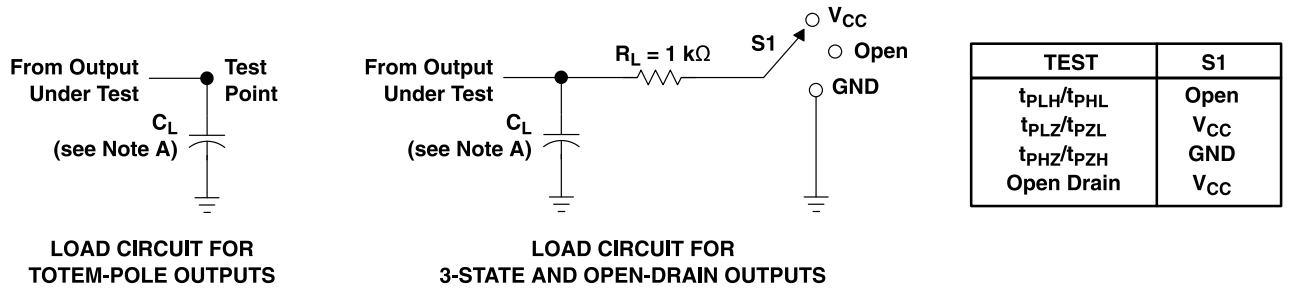 From Output
Under Test
Test
Point
C_L
(see Note A)
LOAD CIRCUIT FOR
TOTEM-POLE OUTPUTS
From Output
Under Test
R_L = 1 kΩ
S1
V_CC
Open
GND
C_L
(see Note A)
LOAD CIRCUIT FOR
3-STATE AND OPEN-DRAIN OUTPUTS
TEST S1
t_PLH/t_PHL Open
t_PLZ/t_PZL V_CC
t_PHZ/t_PZH GND
Open Drain V_CC